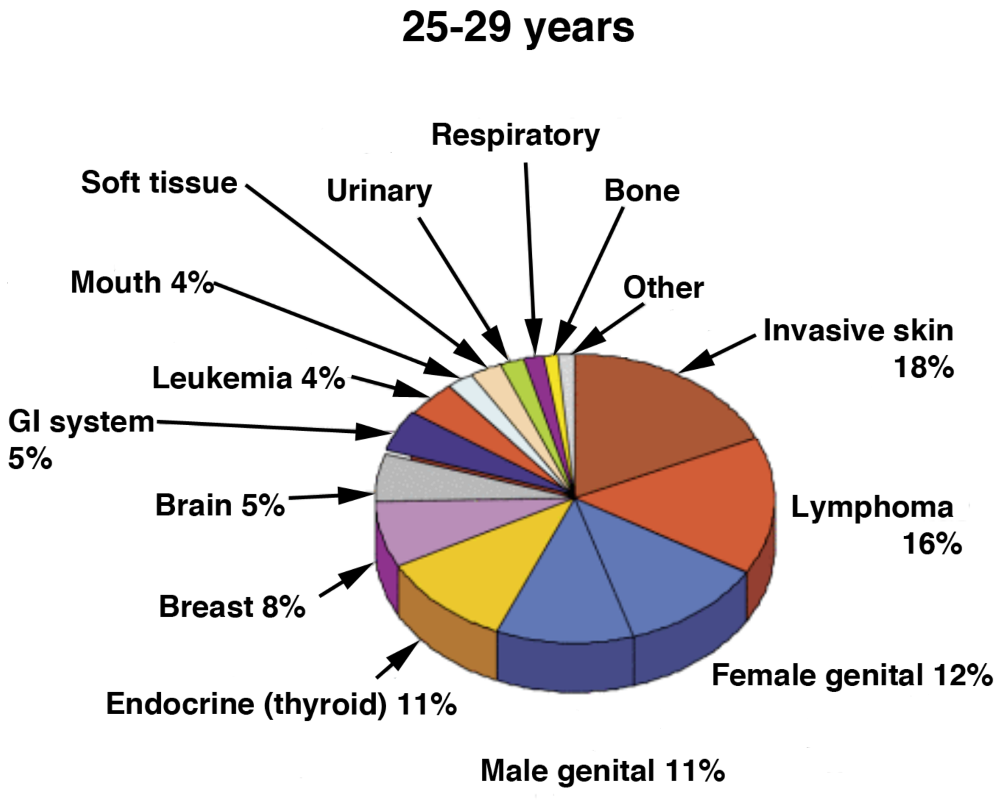 25-29 years
Respiratory
Soft tissue
Urinary
Bone
Mouth 4%
Other
Invasive skin
18%
Leukemia 4%
GI system
5%
Brain 5%
Lymphoma
16%
Breast 8%
Female genital 12%
Endocrine (thyroid) 11%
Male genital 11%